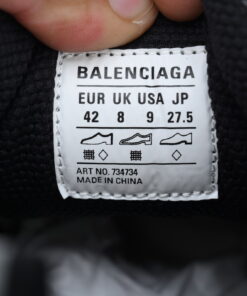 BALENCIAGA
EUR UK USA JP
42 8 9 27.5
ART NO. 734734
MADE IN CHINA